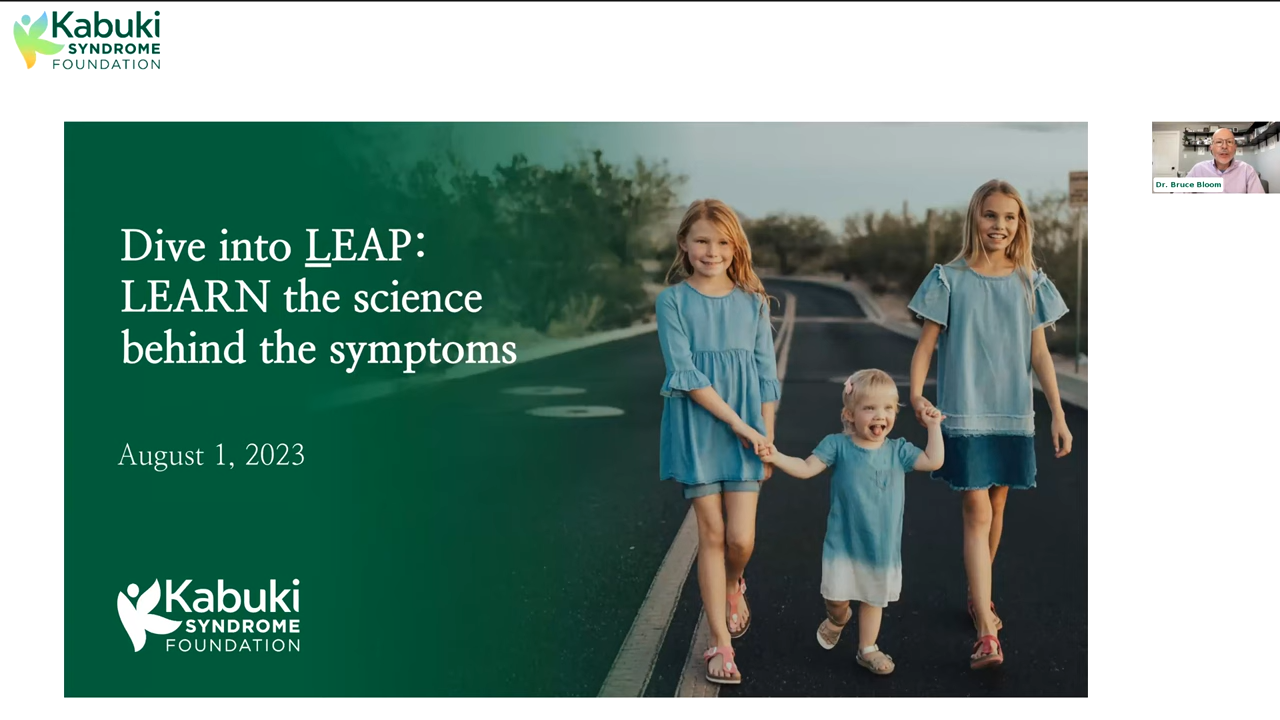 Kabuki
SYNDROME
FOUNDATION
Dive into LEAP:
LEARN the science
behind the symptoms
August 1, 2023
Kabuki
SYNDROME
FOUNDATION
Dr. Bruce Bloom